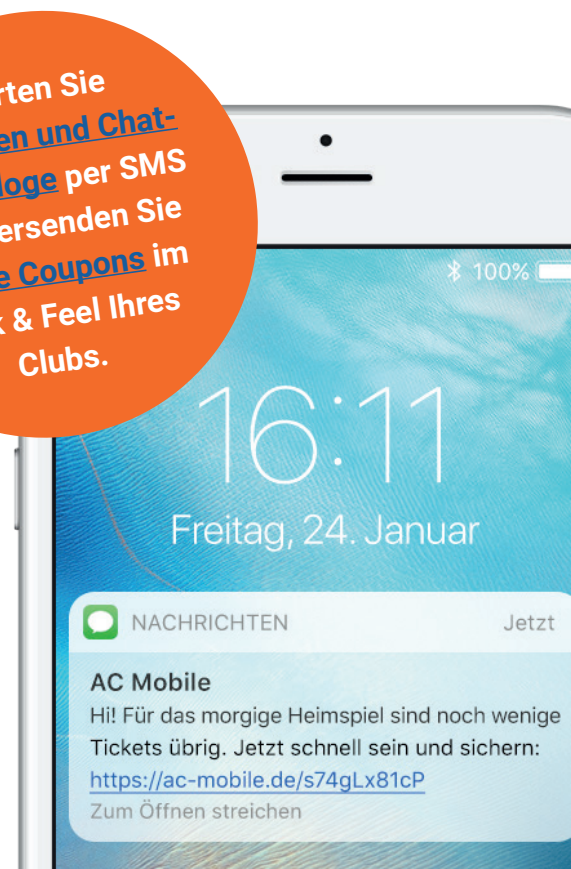 rten Sie
en und Chat-
loge per SMS
ersenden Sie
e Coupons im
k & Feel Ihres
Clubs.
100%
16:11
Freitag, 24. Januar
NACHRICHTEN Jetzt
AC Mobile
Hi! Für das morgige Heimspiel sind noch wenige
Tickets übrig. Jetzt schnell sein und sichern:
https://ac-mobile.de/s74gLx81cP
Zum Öffnen streichen